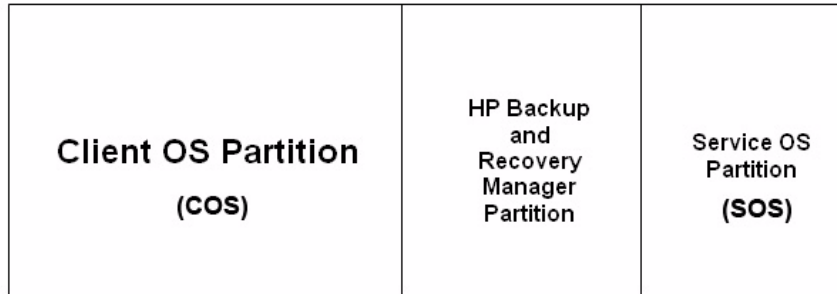 Client OS Partition
(COS)
HP Backup
and
Recovery
Manager
Partition
Service OS
Partition
(SOS)